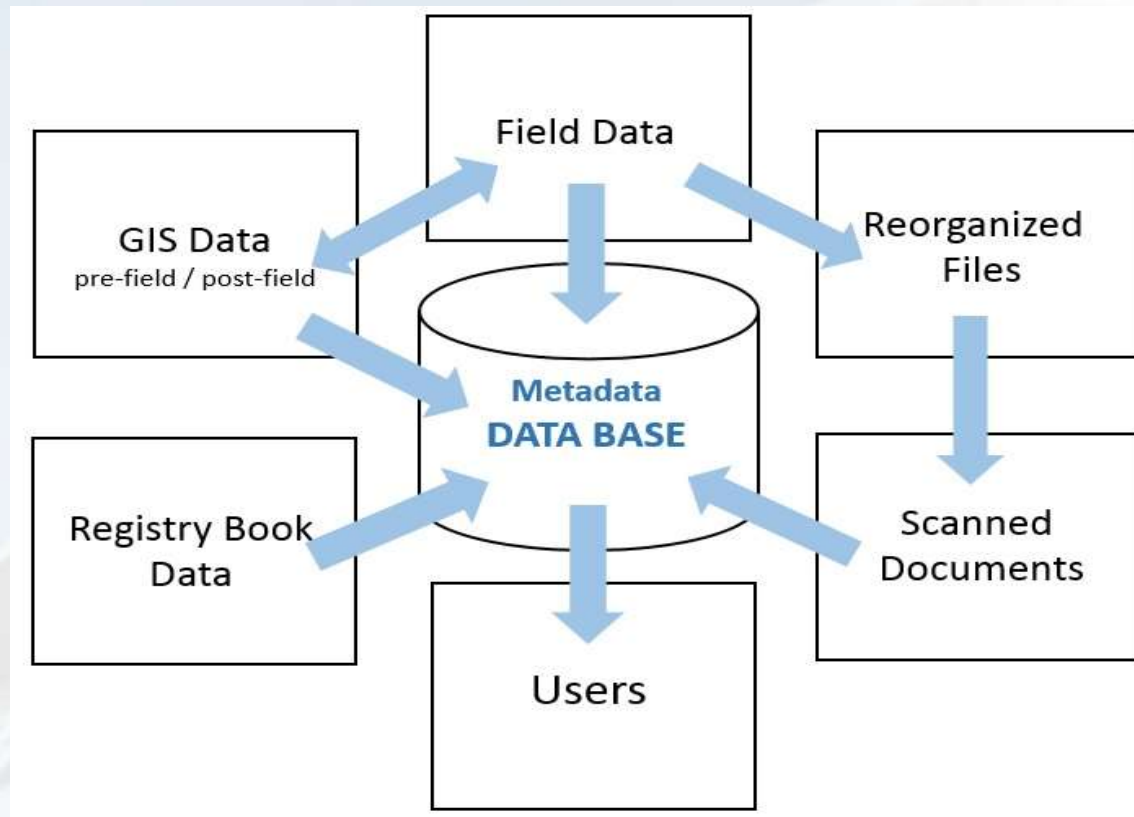 Field Data
GIS Data
pre-field / post-field
Reorganized
Files
Metadata
DATA BASE
Registry Book
Data
Scanned
Documents
Users